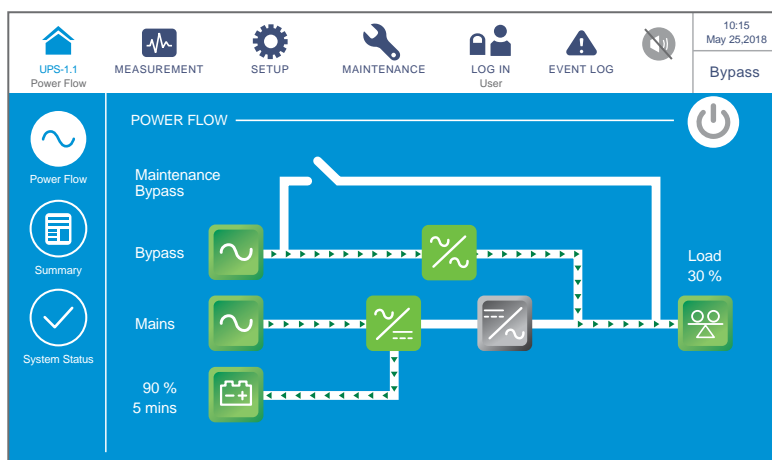 10:15
May 25,2018
UPS-1.1
Power Flow
MEASUREMENT
SETUP
MAINTENANCE
LOG IN
User
EVENT LOG
Bypass
POWER FLOW
Power Flow
Maintenance
Bypass
Bypass
Load
30 %
Summary
Mains
System Status
90 %
5 mins